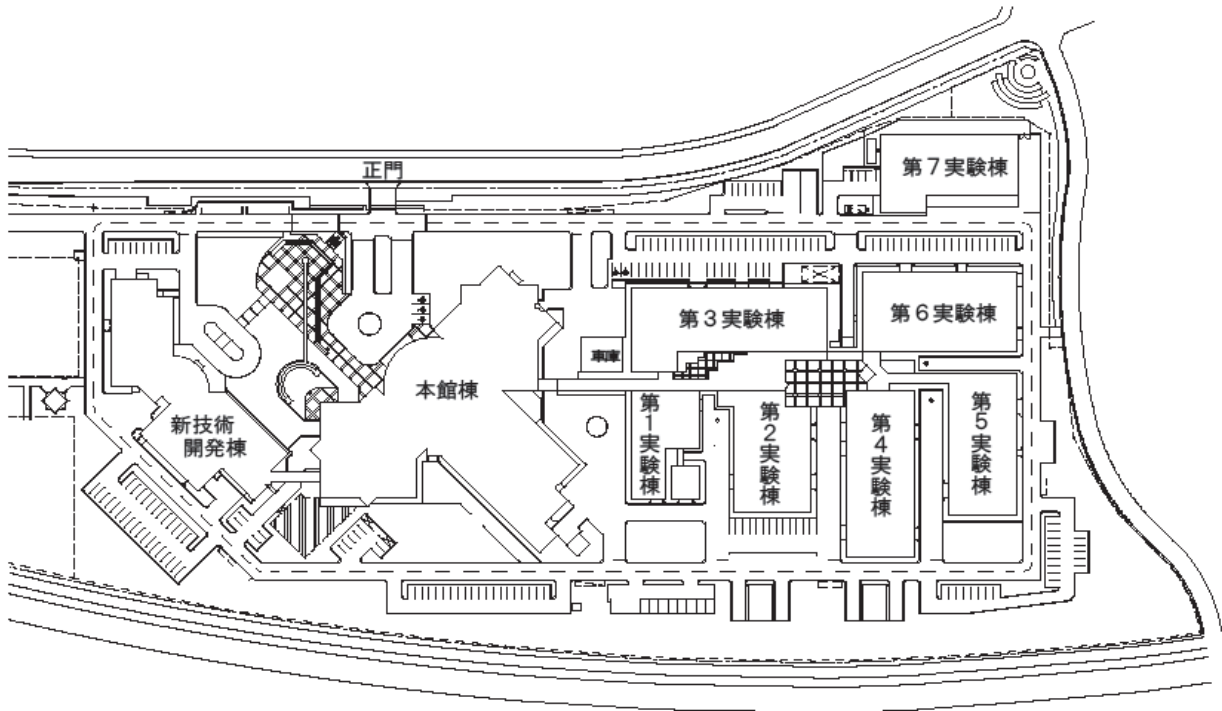 正門
第７実験棟
第３実験棟
第６実験棟
車庫
本館棟
新技術
開発棟
第１実験棟
第２実験棟
第４実験棟
第５実験棟